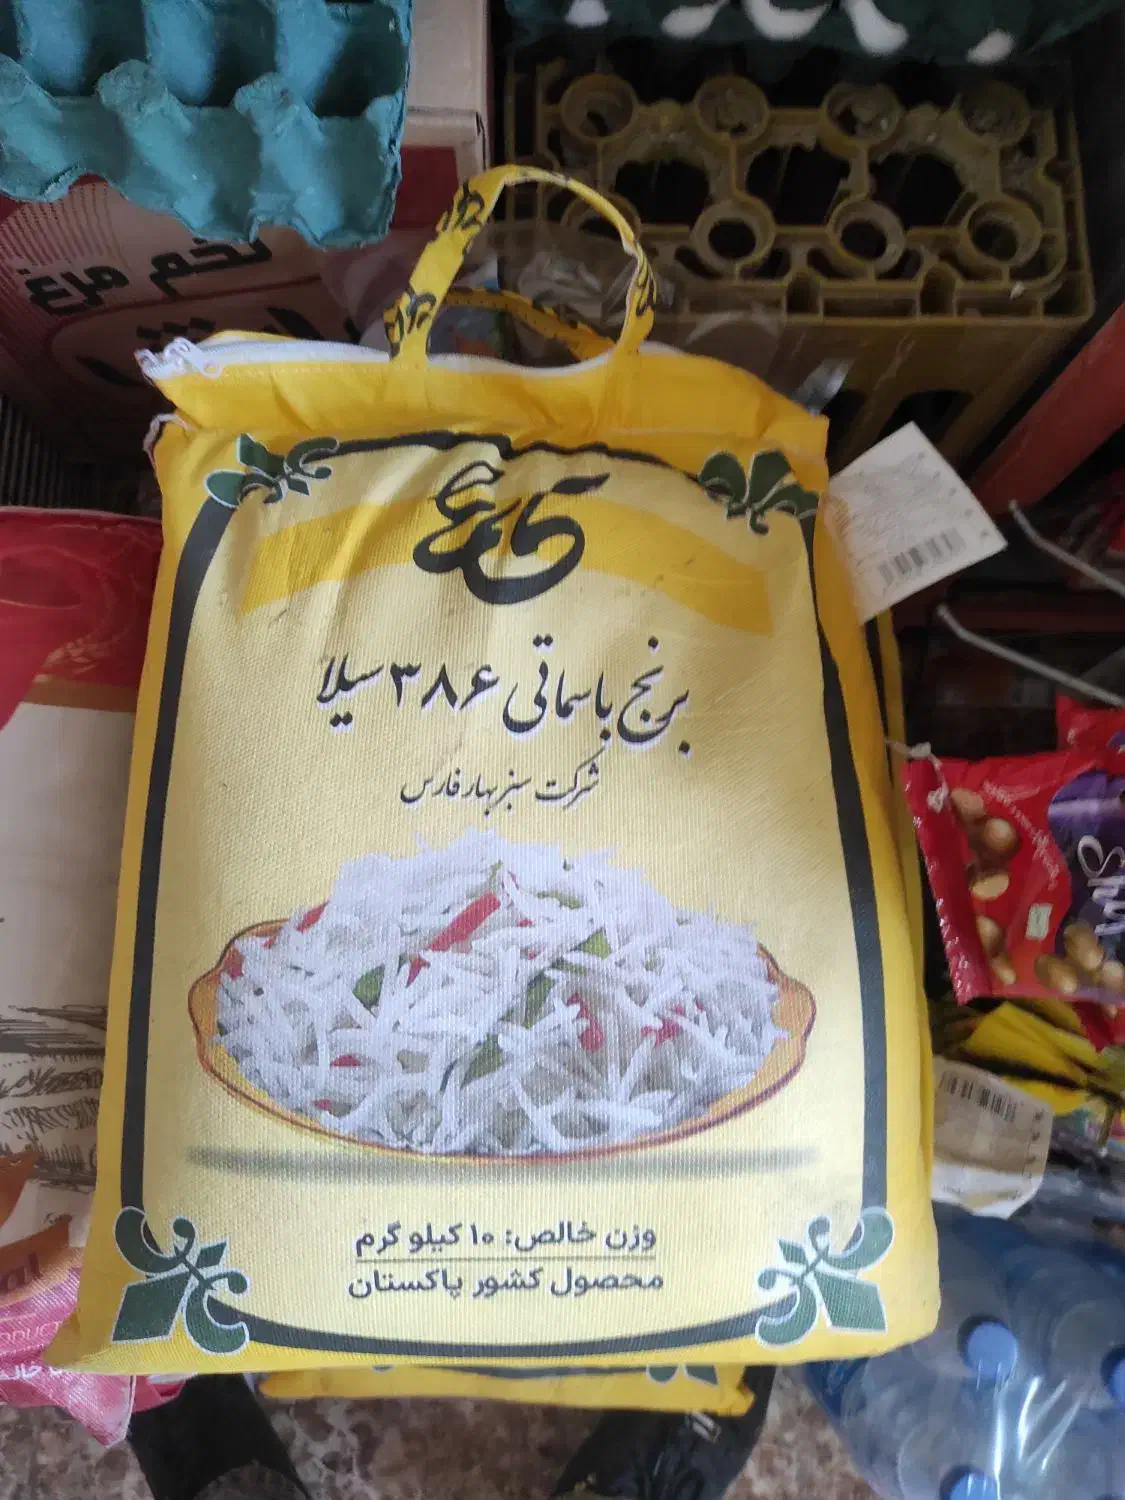 تخم مرغ
برنج باسماتی ۳۸۶ سیلا
شرکت سبز بهار فارس
وزن خالص: ۱۰ کیلو گرم
محصول کشور پاکستان